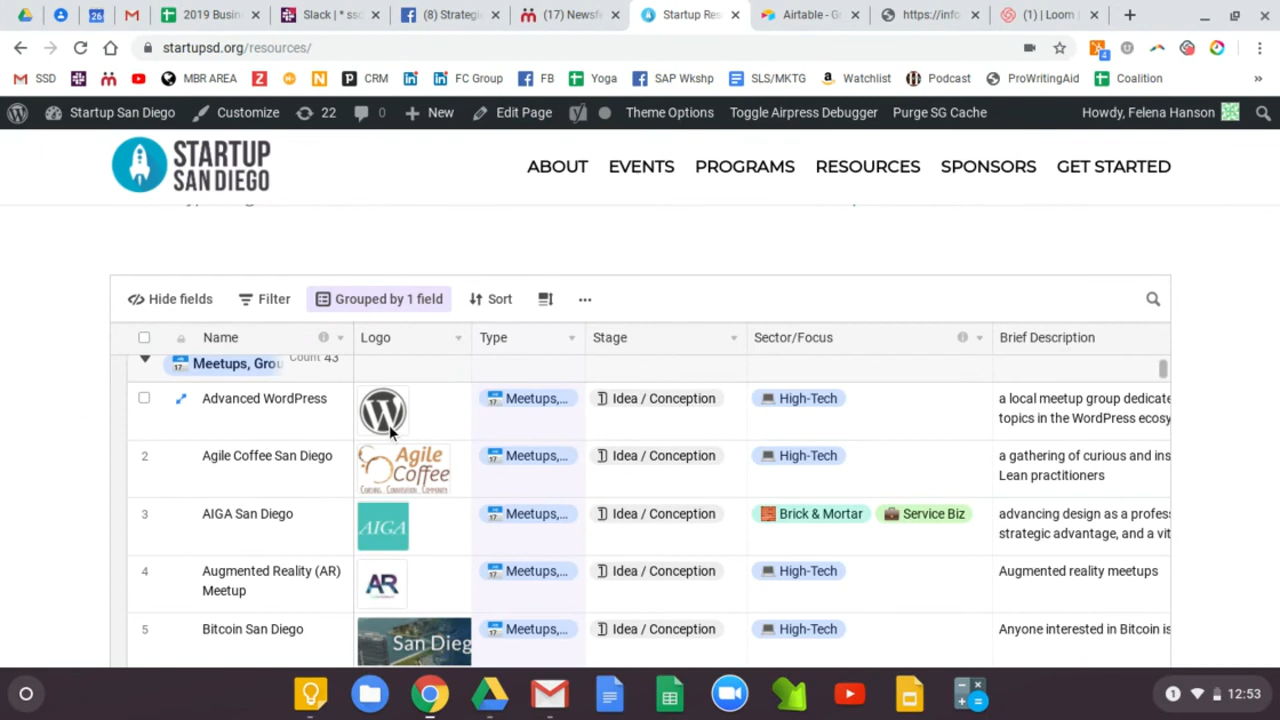 2019 Busin
Slack | * ssc
(8) Strategi
(17) Newsfe
Startup Res
Airtable - Gr
https://info
(1) | Loom |
startupsd.org/resources/
4
SSD
MBR AREA
CRM
FC Group
FB
Yoga
SAP Wkshp
SLS/MKTG
Watchlist
Podcast
ProWritingAid
Coalition
Startup San Diego
Customize
22
0
New
Edit Page
Theme Options
Toggle Airpress Debugger
Purge SG Cache
Howdy, Felena Hanson
STARTUP
SAN DIEGO
ABOUT
EVENTS
PROGRAMS
RESOURCES
SPONSORS
GET STARTED
Hide fields
Filter
Grouped by 1 field
Sort
Name
Logo
Type
Stage
Sector/Focus
Brief Description
Meetups, Grou
Count 43
Advanced WordPress
Meetups,...
Idea / Conception
High-Tech
a local meetup group dedicate
topics in the WordPress ecosy
2
Agile Coffee San Diego
Agile
Coffee
Meetups,...
Idea / Conception
High-Tech
a gathering of curious and ins
Lean practitioners
3
AIGA San Diego
AIGA
Meetups,...
Idea / Conception
Brick & Mortar
Service Biz
advancing design as a profes
strategic advantage, and a vit
4
Augmented Reality (AR)
Meetup
AR
Meetups,...
Idea / Conception
High-Tech
Augmented reality meetups
5
Bitcoin San Diego
San Dieg
Meetups,...
Idea / Conception
High-Tech
Anyone interested in Bitcoin is
1
12:53